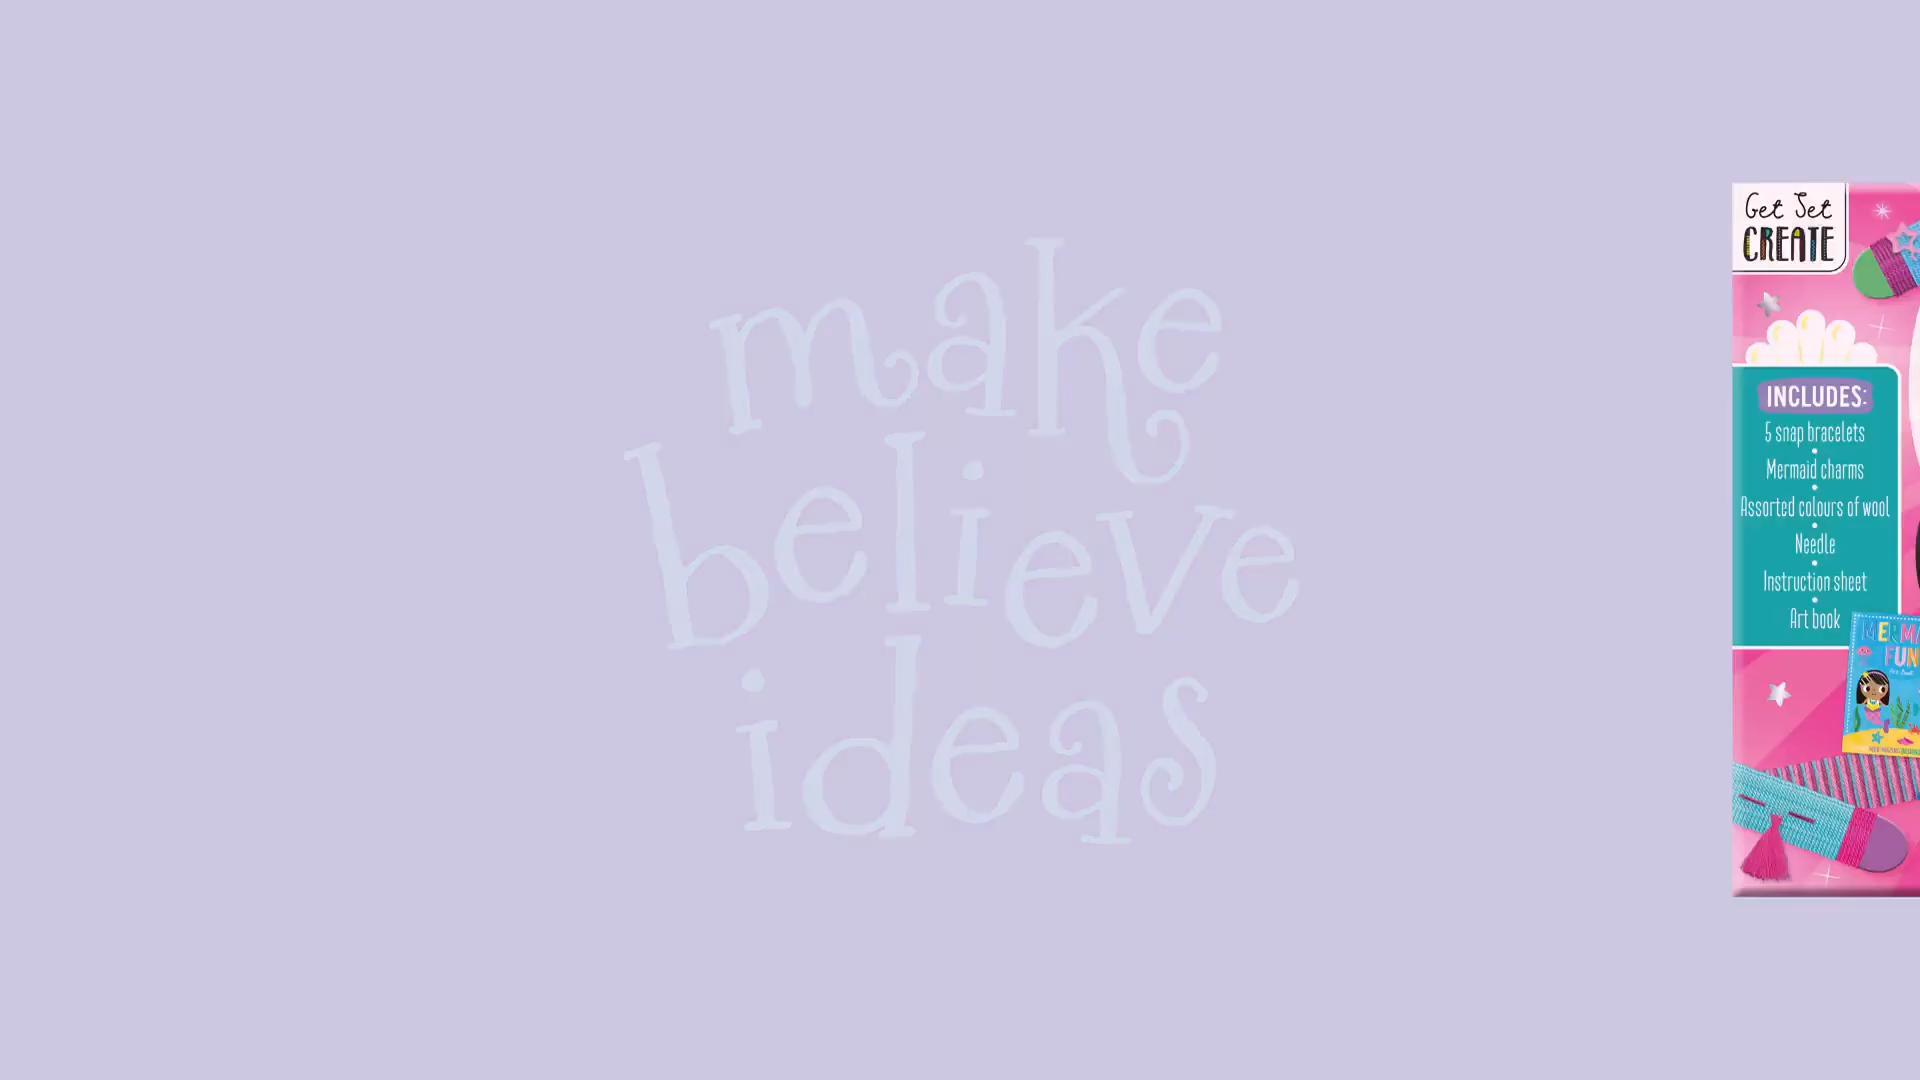 make
believe
ideas
Get Set
CREATE
INCLUDES:
5 snap bracelets
Mermaid charms
Assorted colours of wool
Needle
Instruction sheet
Art book
FUN